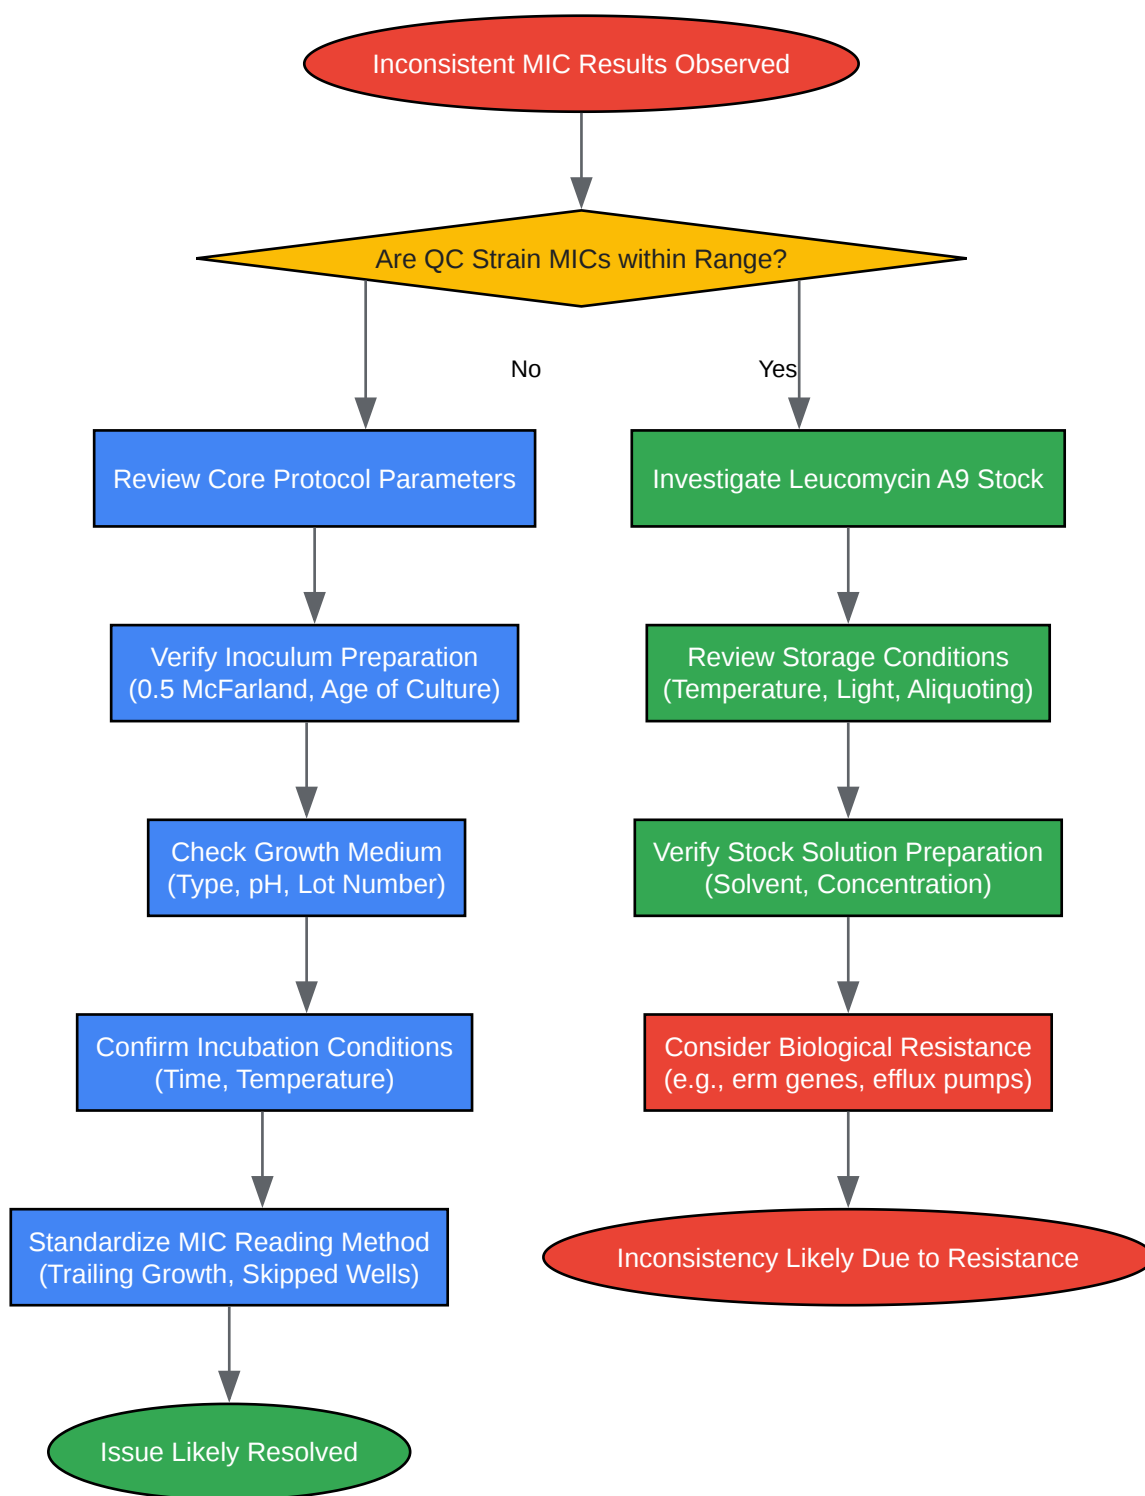 Inconsistent MIC Results Observed
Are QC Strain MICs within Range?
No
Yes
Review Core Protocol Parameters
Investigate Leucomycin A9 Stock
Verify Inoculum Preparation
(0.5 McFarland, Age of Culture)
Review Storage Conditions
(Temperature, Light, Aliquoting)
Check Growth Medium
(Type, pH, Lot Number)
Verify Stock Solution Preparation
(Solvent, Concentration)
Confirm Incubation Conditions
(Time, Temperature)
Consider Biological Resistance
(e.g., erm genes, efflux pumps)
Standardize MIC Reading Method
(Trailing Growth, Skipped Wells)
Inconsistency Likely Due to Resistance
Issue Likely Resolved